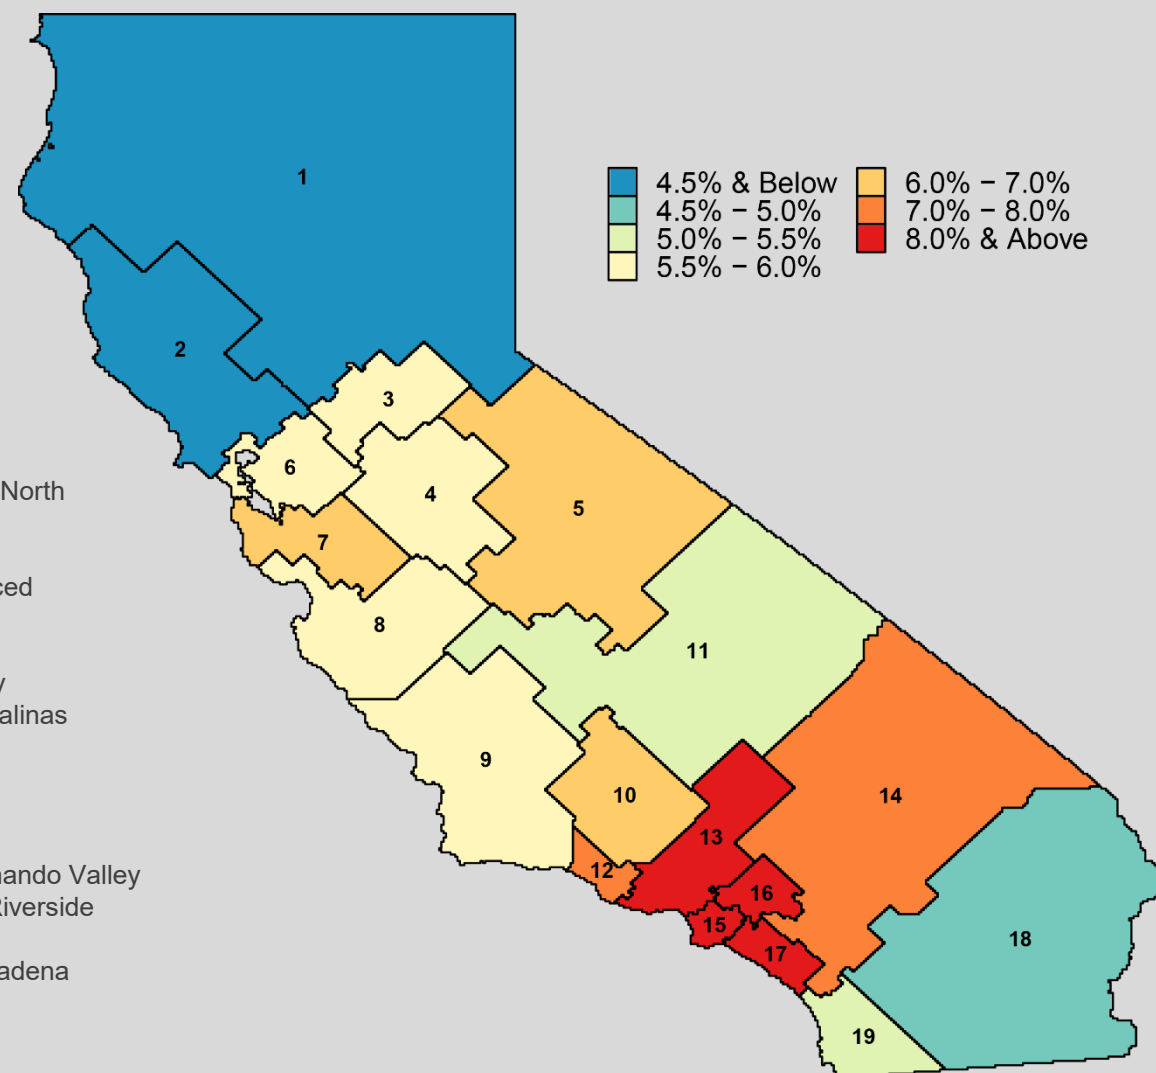 1
4.5% & Below
4.5% − 5.0%
5.0% − 5.5%
5.5% − 6.0%
6.0% − 7.0%
7.0% − 8.0%
8.0% & Above
2
3
6
4
North
5
7
8
11
alinas
9
10
14
13
12
ando Valley
16
Riverside
15
18
17
adena
19